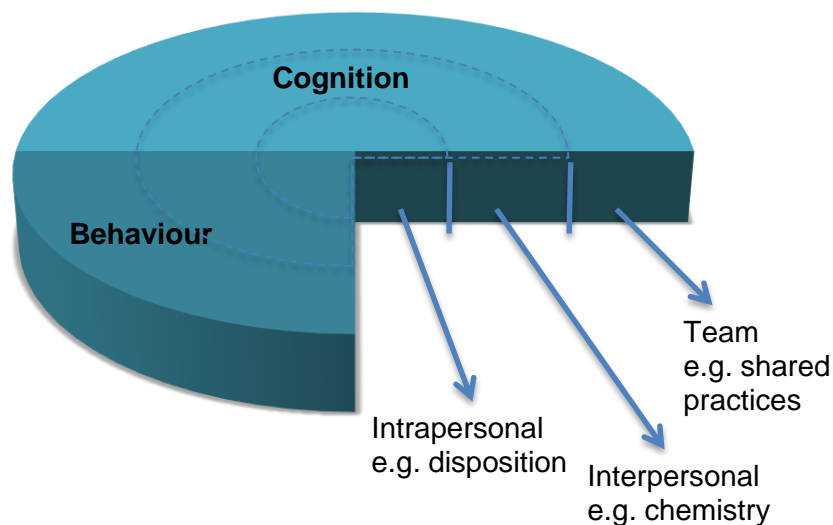 Cognition
Behaviour
Team
e.g. shared
practices
Intrapersonal
e.g. disposition
Interpersonal
e.g. chemistry